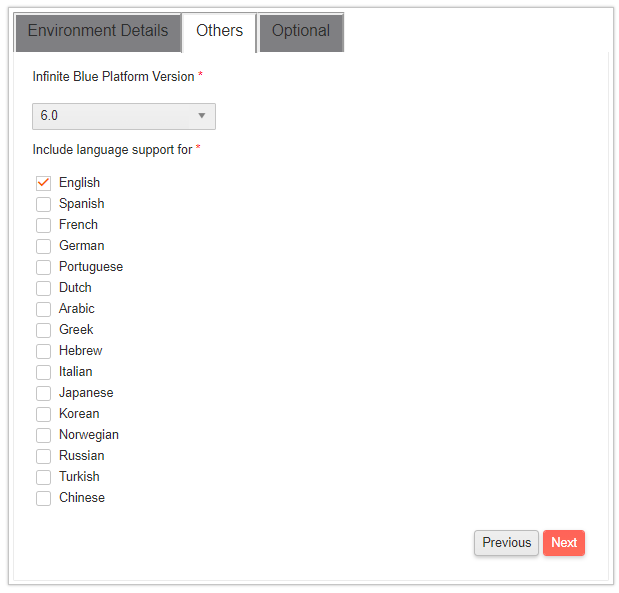 Environment Details Others Optional
Infinite Blue Platform Version *
6.0
Include language support for *
English
Spanish
French
German
Portuguese
Dutch
Arabic
Greek
Hebrew
Italian
Japanese
Korean
Norwegian
Russian
Turkish
Chinese
Previous Next